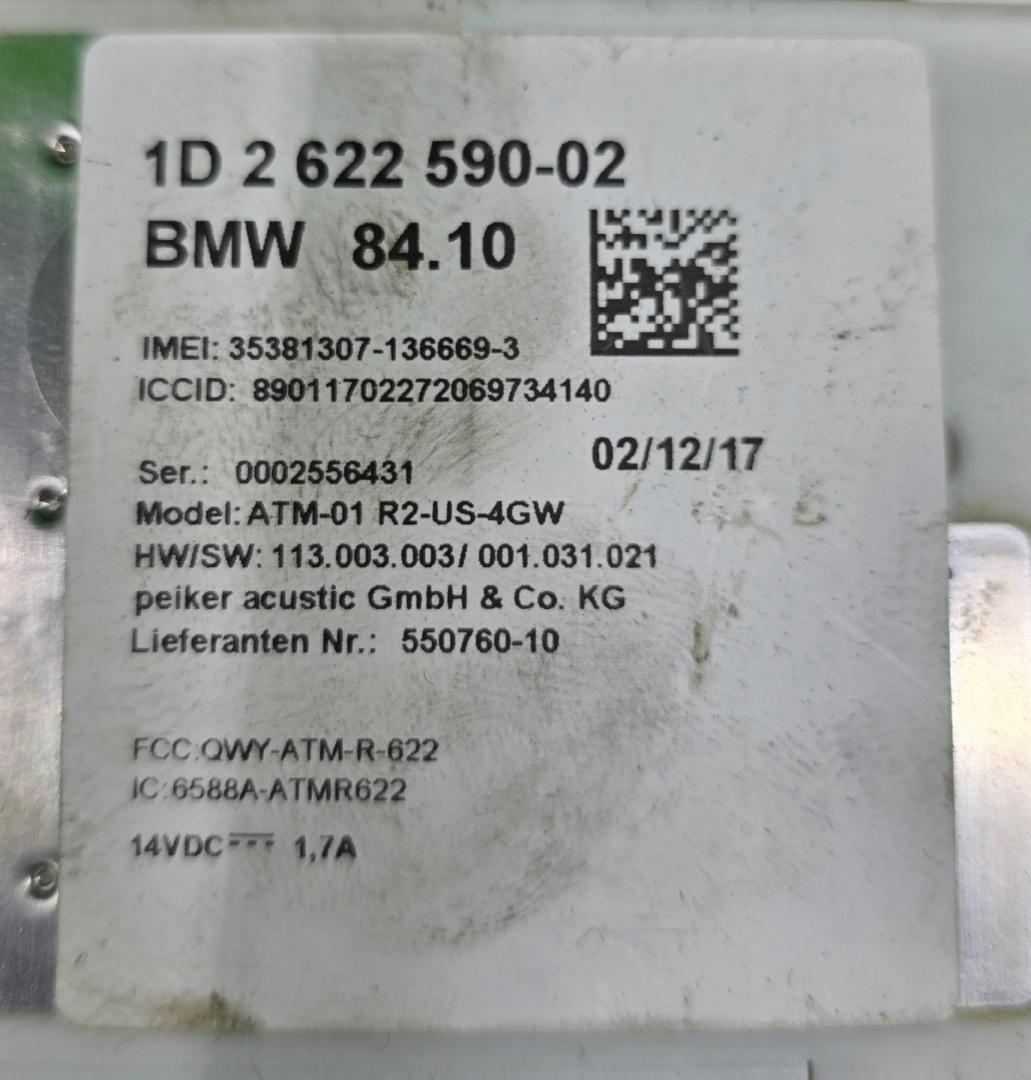 1D 2 622 590-02
BMW 84.10
IMEI: 35381307-136669-3
ICCID: 89011702272069734140
02/12/17
Ser.: 0002556431
Model: ATM-01 R2-US-4GW
HW/SW: 113.003.003/ 001.031.021
peiker acustic GmbH & Co. KG
Lieferanten Nr.: 550760-10
FCC:QWY-ATM-R-622
IC:6588A-ATMR622
14VDC⎓ 1,7A